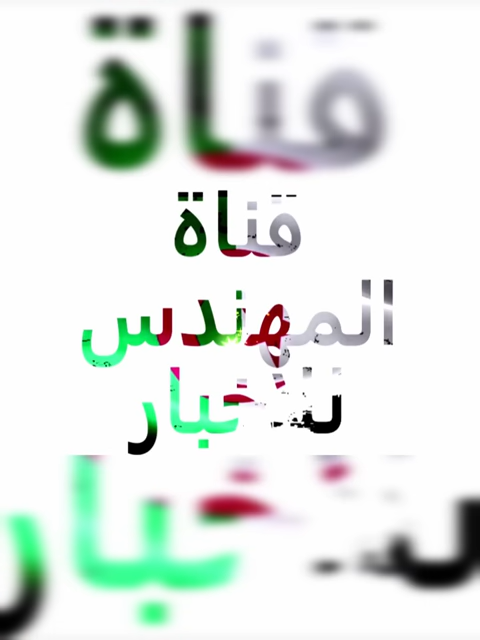 قناة
المهندس
للأخبار